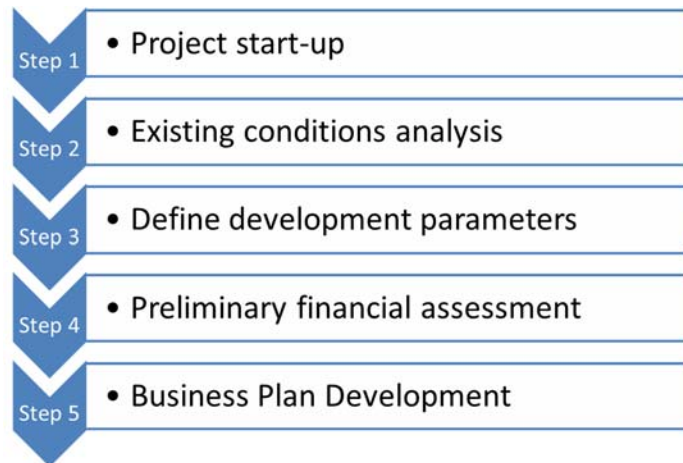 Step 1
• Project start-up
Step 2
• Existing conditions analysis
Step 3
• Define development parameters
Step 4
• Preliminary financial assessment
Step 5
• Business Plan Development